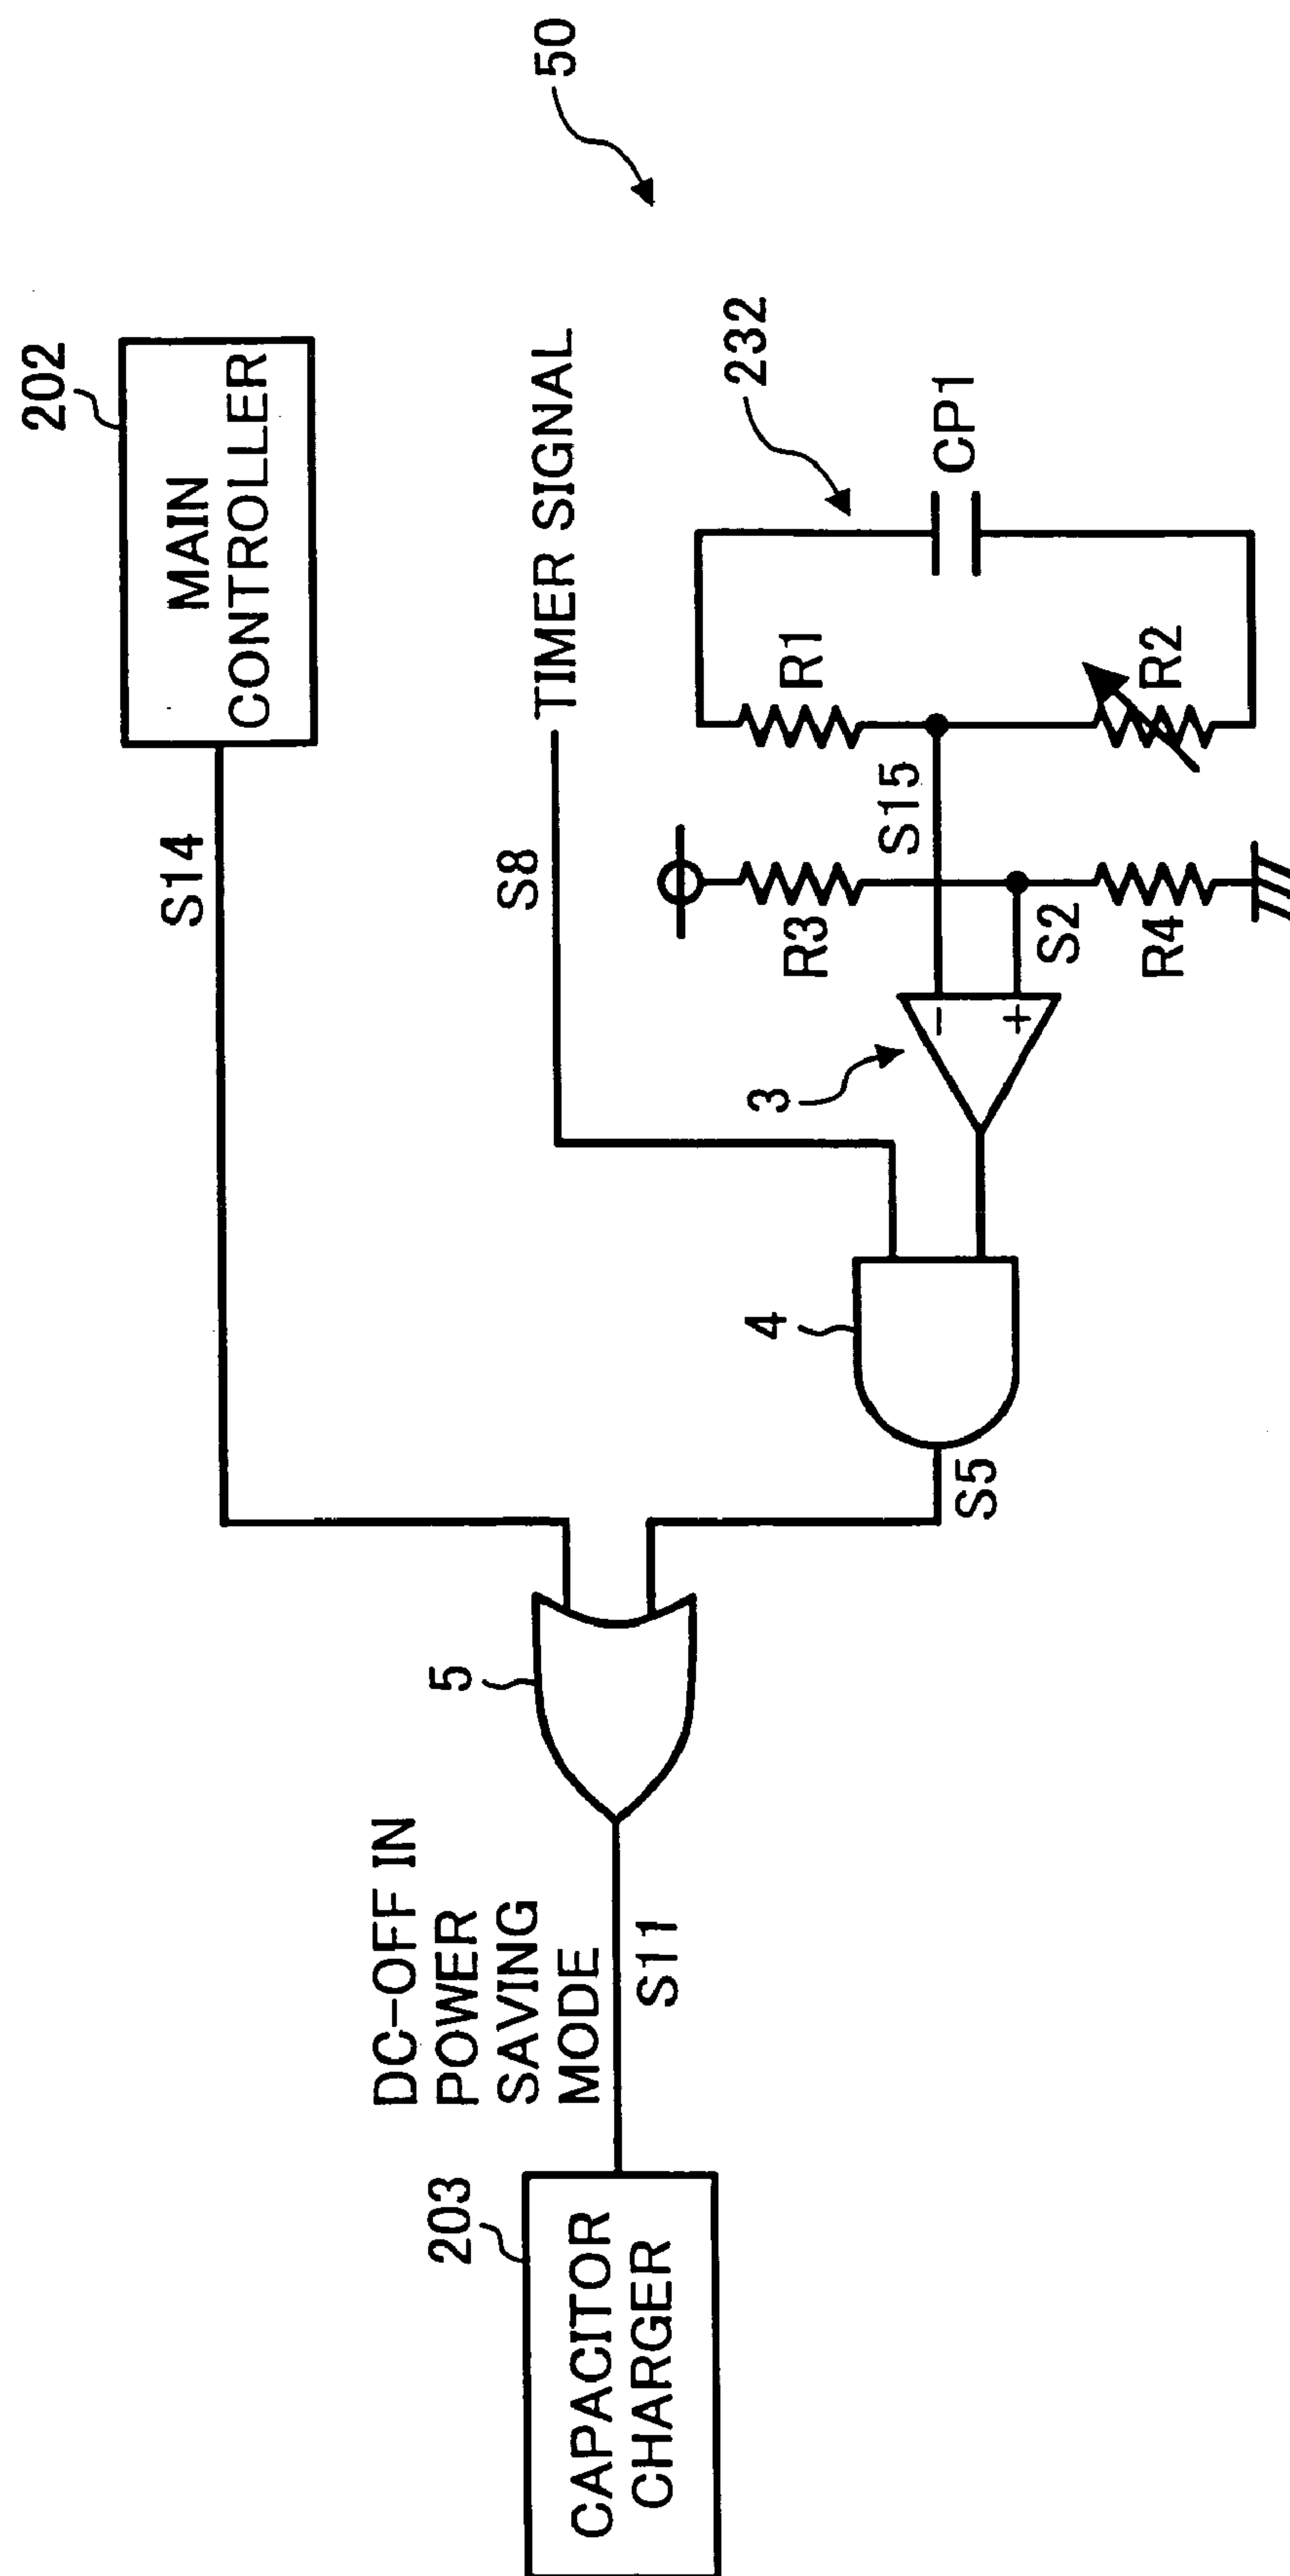 50
202
MAIN
CONTROLLER
S14
TIMER SIGNAL
S8
232
CP1
R1
R2
S15
R3
S2
R4
3
-
+
4
S5
5
DC-OFF IN
POWER
SAVING
MODE
S11
203
CAPACITOR
CHARGER